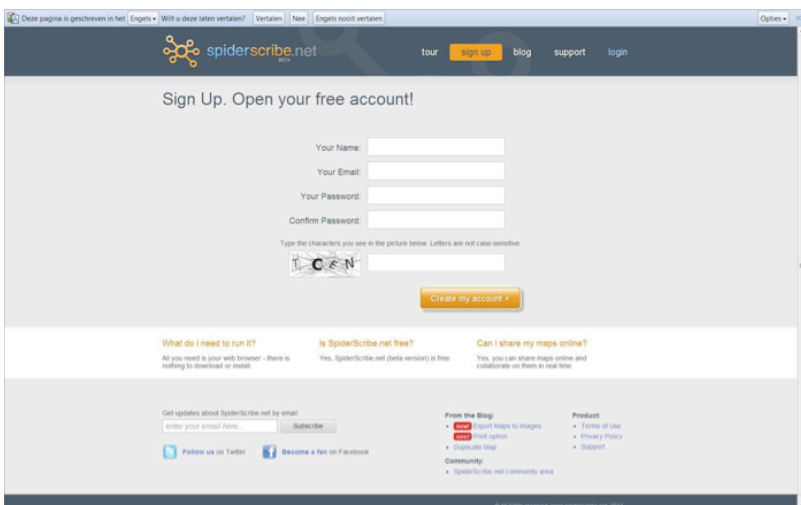 Deze pagina is geschreven in het Engels Wilt u deze laten vertalen? Vertalen Nee Engels nooit vertalen Opties
spiderscribe.net
BETA
tour sign up blog support login
Sign Up. Open your free account!
Your Name:
Your Email:
Your Password:
Confirm Password:
Type the characters you see in the picture below. Letters are not case-sensitive
T C E N
Create my account
What do I need to run it? Is SpiderScribe.net free? Can I share my maps online?
All you need is your web browser - there is nothing to download or install.
Yes, SpiderScribe.net (beta version) is free.
Yes, you can share maps online and collaborate on them in real time.
Get updates about SpiderScribe.net by email
enter your email here... Subscribe
Follow us on Twitter Become a fan on Facebook
From the Blog:
new! Export Maps to images
new! Print option
Duplicate Map
Community:
SpiderScribe.net community area
Product:
Terms of Use
Privacy Policy
Support